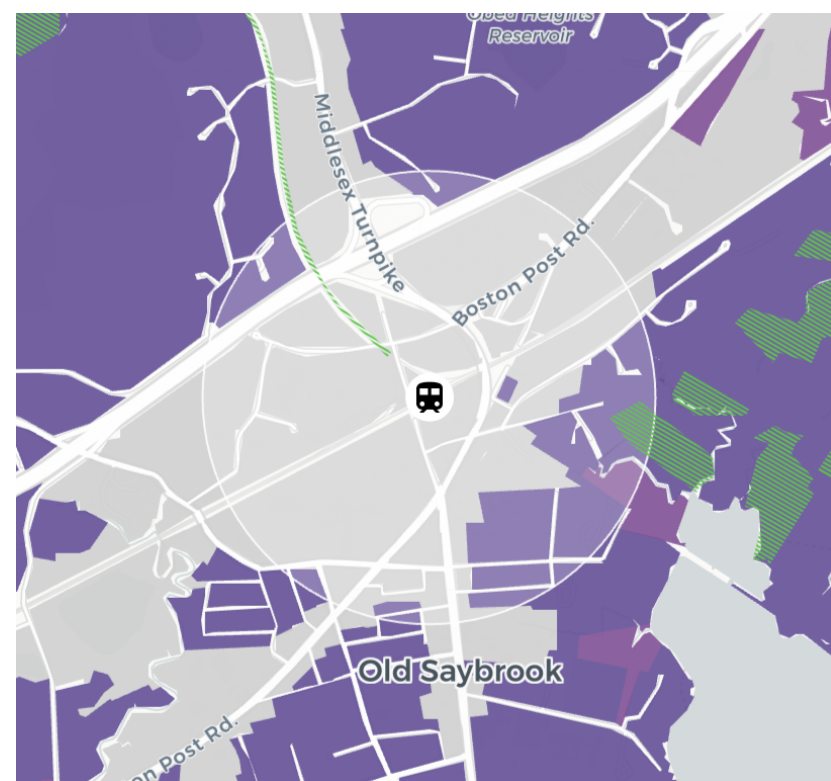 Obed Heights
Reservoir
Middlesex Turnpike
Boston Post Rd.
Old Saybrook
on Post Rd.